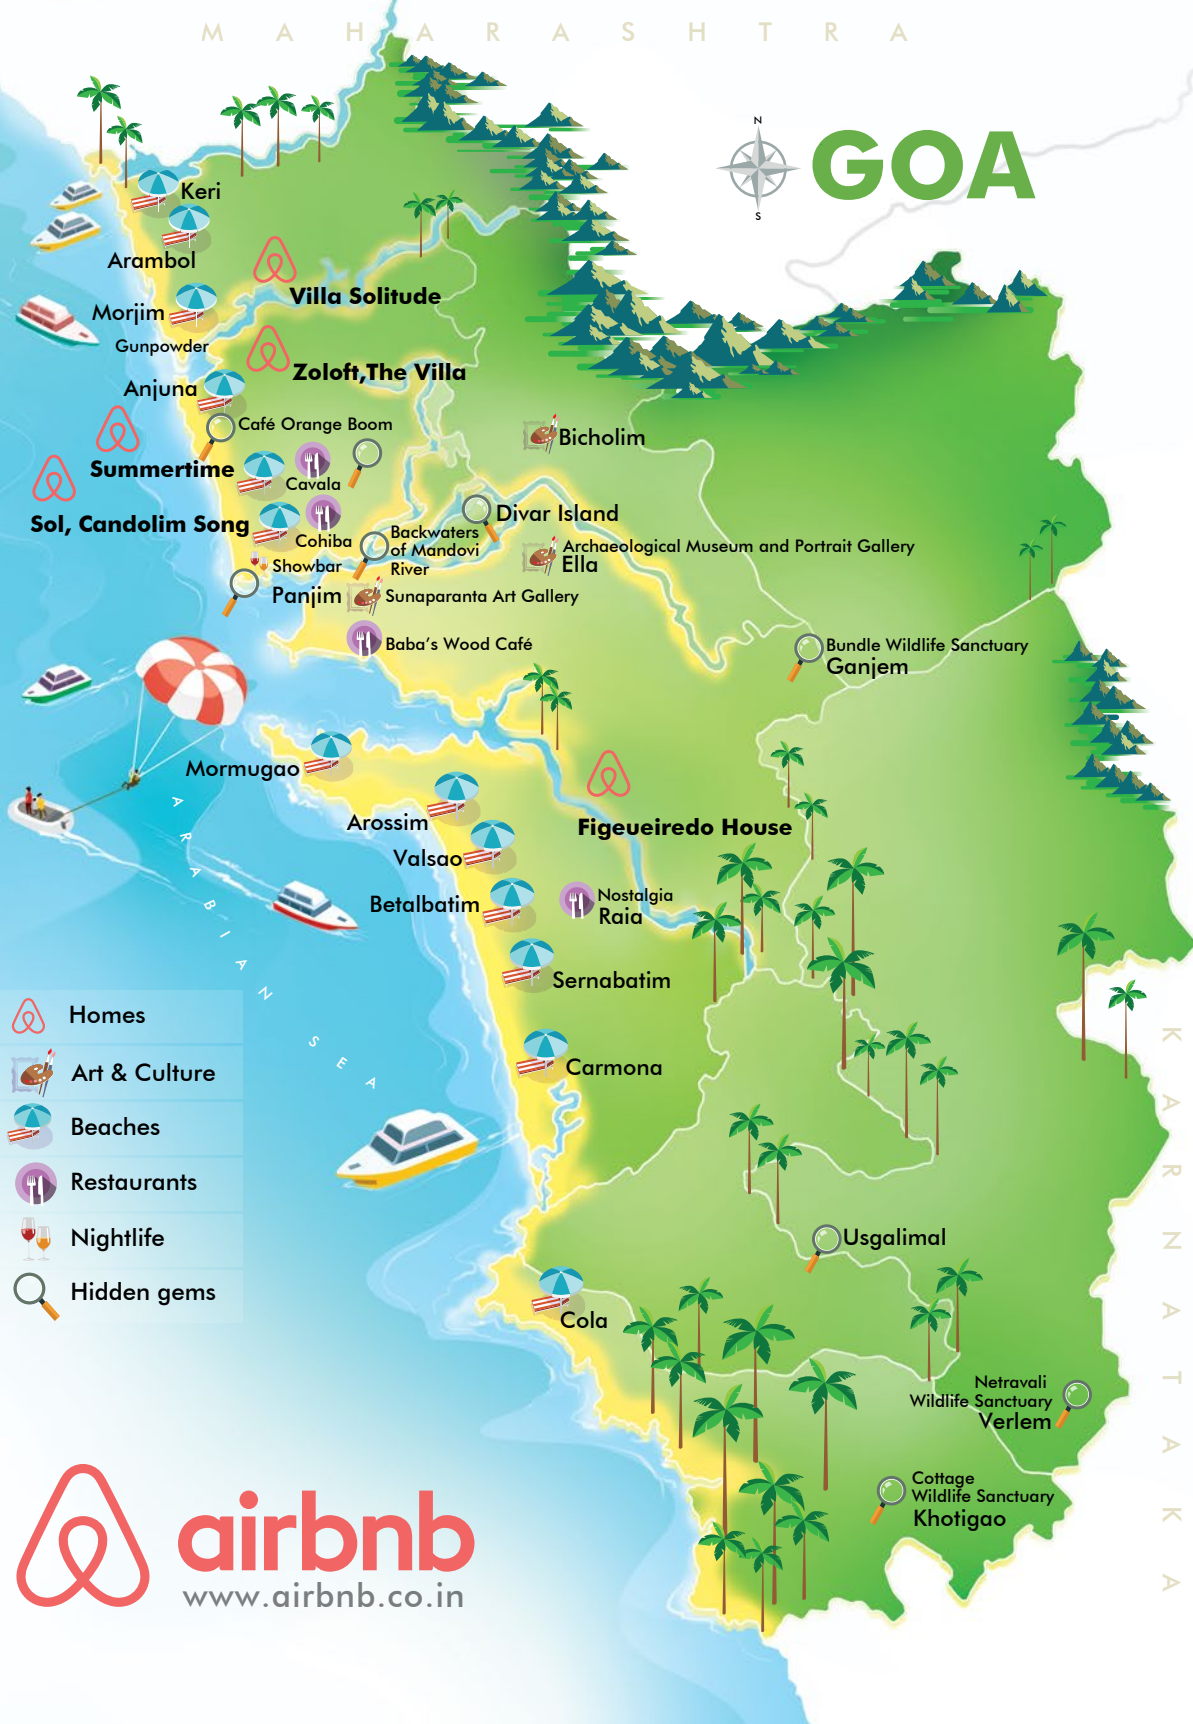 MAHARASHTRA
N
S
GOA
Keri
Arambol
Villa Solitude
Morjim
Gunpowder
Zoloft,The Villa
Anjuna
Café Orange Boom
Bicholim
Summertime
Cavala
Sol, Candolim Song
Divar Island
Cohiba
Backwaters
of Mandovi
River
Archaeological Museum and Portrait Gallery
Ella
Showbar
Panjim
Sunaparanta Art Gallery
Baba's Wood Café
Bundle Wildlife Sanctuary
Ganjem
Mormugao
Arossim
Figeueiredo House
Valsao
Betalbatim
Nostalgia
Raia
Sernabatim
ARABIAN SEA
Carmona
KARNATAKA
Homes
Art & Culture
Beaches
Restaurants
Nightlife
Hidden gems
Usgalimal
Cola
Netravali
Wildlife Sanctuary
Verlem
Cottage
Wildlife Sanctuary
Khotigao
airbnb
www.airbnb.co.in